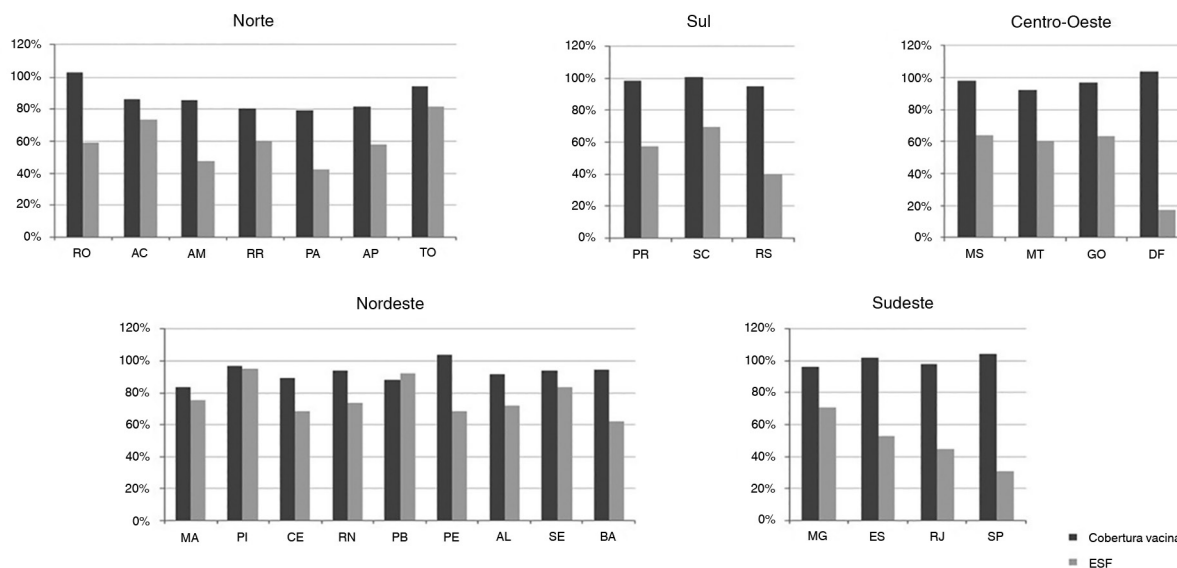 Norte
120%
100%
80%
60%
40%
20%
0%
RO AC AM RR PA AP TO
Sul
120%
100%
80%
60%
40%
20%
0%
PR SC RS
Centro-Oeste
120%
100%
80%
60%
40%
20%
0%
MS MT GO DF
Nordeste
120%
100%
80%
60%
40%
20%
0%
MA PI CE RN PB PE AL SE BA
Sudeste
120%
100%
80%
60%
40%
20%
0%
MG ES RJ SP
Cobertura vacina
ESF